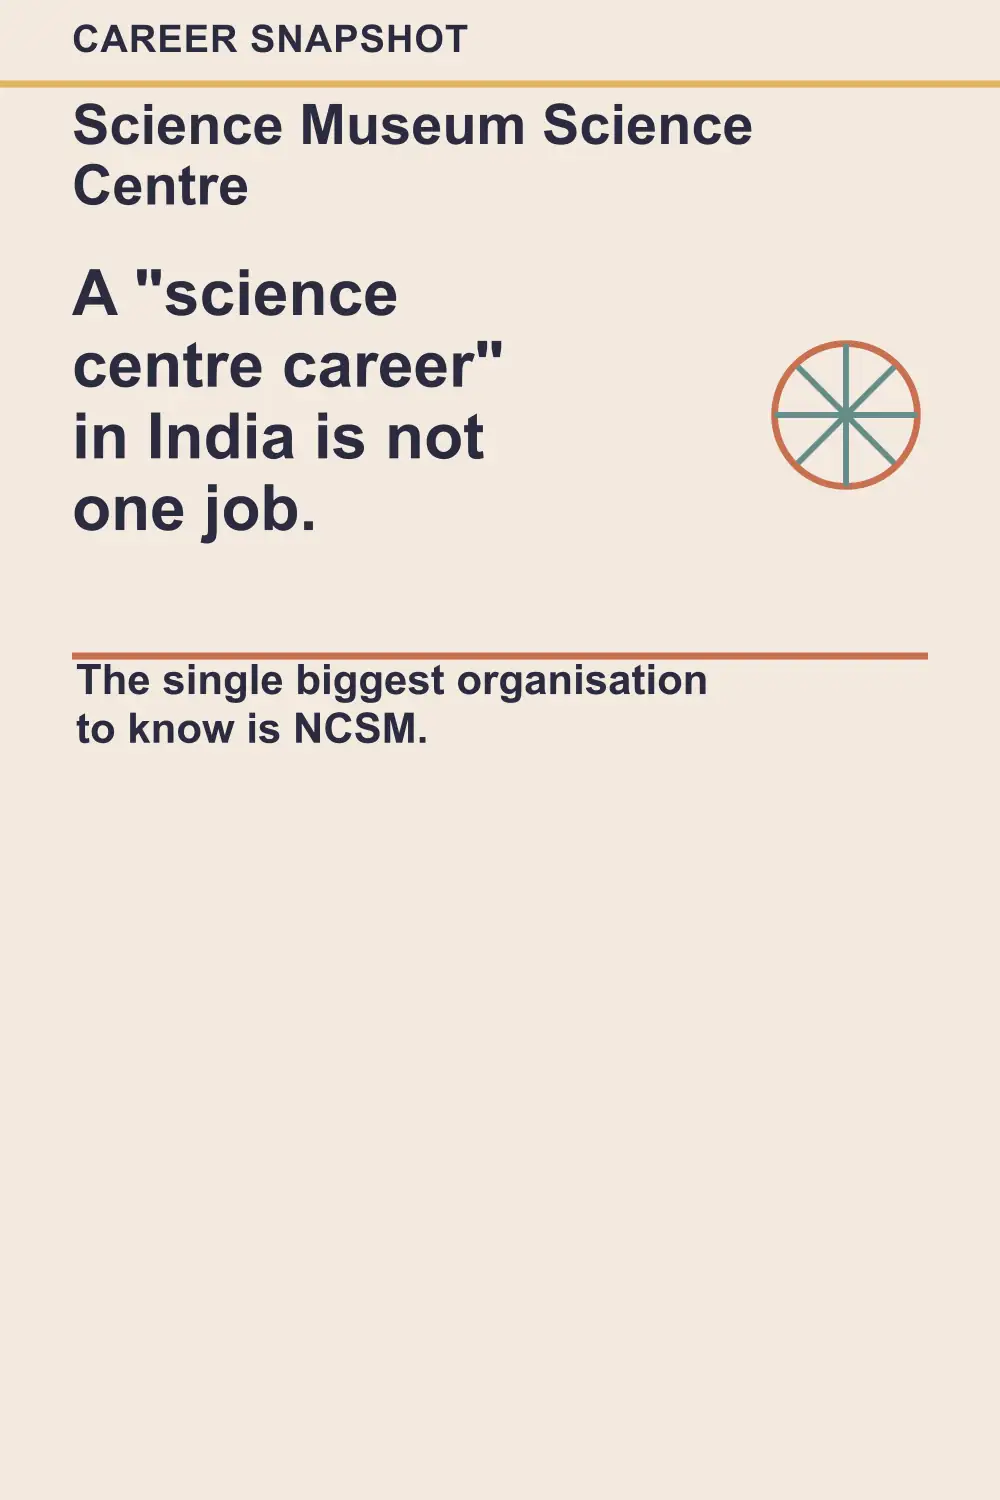 CAREER SNAPSHOT
Science Museum Science
Centre
A "science
centre career"
in India is not
one job.
The single biggest organisation
to know is NCSM.